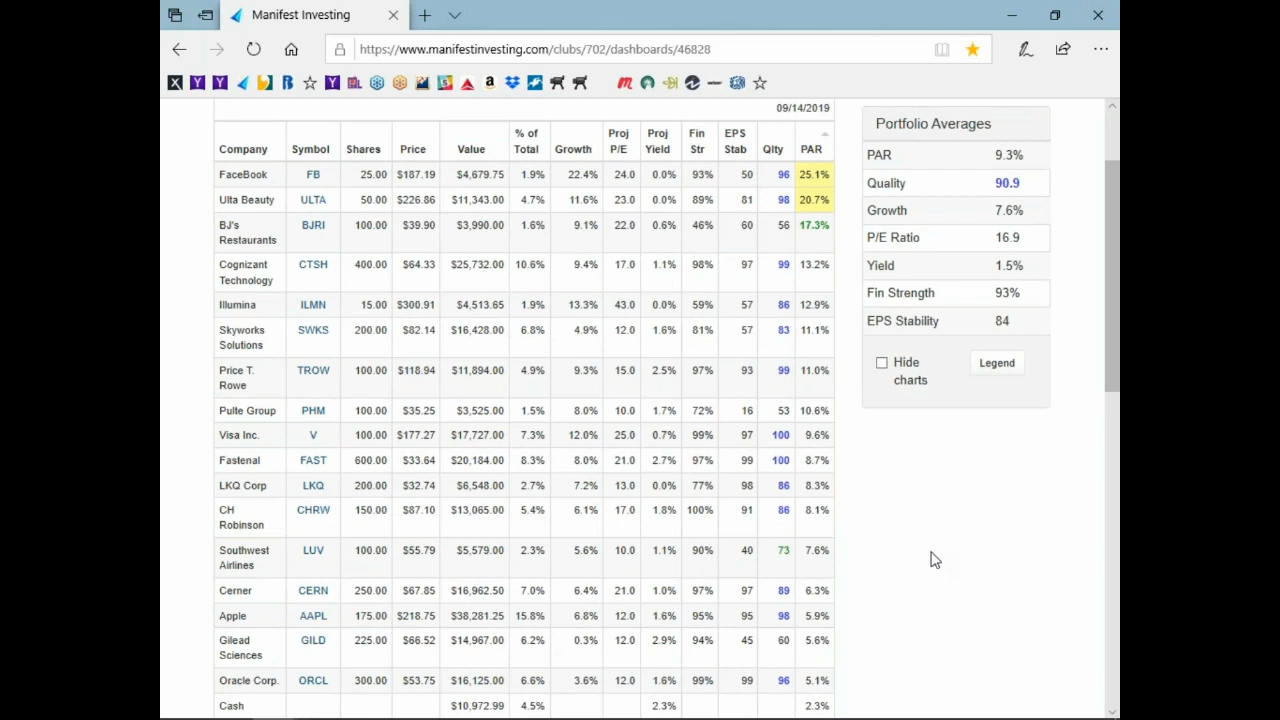 Manifest Investing
https://www.manifestinvesting.com/clubs/702/dashboards/46828
09/14/2019
Company Symbol Shares Price Value % of Total Growth Proj P/E Proj Yield Fin Str EPS Stab Qlty PAR
FaceBook FB 25.00 $187.19 $4,679.75 1.9% 22.4% 24.0 0.0% 93% 50 96 25.1%
Ulta Beauty ULTA 50.00 $226.86 $11,343.00 4.7% 11.6% 23.0 0.0% 89% 81 98 20.7%
BJ's Restaurants BJRI 100.00 $39.90 $3,990.00 1.6% 9.1% 22.0 0.6% 46% 60 56 17.3%
Cognizant Technology CTSH 400.00 $64.33 $25,732.00 10.6% 9.4% 17.0 1.1% 98% 97 99 13.2%
Illumina ILMN 15.00 $300.91 $4,513.65 1.9% 13.3% 43.0 0.0% 59% 57 86 12.9%
Skyworks Solutions SWKS 200.00 $82.14 $16,428.00 6.8% 4.9% 12.0 1.6% 81% 57 83 11.1%
Price T. Rowe TROW 100.00 $118.94 $11,894.00 4.9% 9.3% 15.0 2.5% 97% 93 99 11.0%
Pulte Group PHM 100.00 $35.25 $3,525.00 1.5% 8.0% 10.0 1.7% 72% 16 53 10.6%
Visa Inc. V 100.00 $177.27 $17,727.00 7.3% 12.0% 25.0 0.7% 99% 97 100 9.6%
Fastenal FAST 600.00 $33.64 $20,184.00 8.3% 8.0% 21.0 2.7% 97% 99 100 8.7%
LKQ Corp LKQ 200.00 $32.74 $6,548.00 2.7% 7.2% 13.0 0.0% 77% 98 86 8.3%
CH Robinson CHRW 150.00 $87.10 $13,065.00 5.4% 6.1% 17.0 1.8% 100% 91 86 8.1%
Southwest Airlines LUV 100.00 $55.79 $5,579.00 2.3% 5.6% 10.0 1.1% 90% 40 73 7.6%
Cerner CERN 250.00 $67.85 $16,962.50 7.0% 6.4% 21.0 1.0% 97% 97 89 6.3%
Apple AAPL 175.00 $218.75 $38,281.25 15.8% 6.8% 12.0 1.6% 95% 95 98 5.9%
Gilead Sciences GILD 225.00 $66.52 $14,967.00 6.2% 0.3% 12.0 2.9% 94% 45 60 5.6%
Oracle Corp. ORCL 300.00 $53.75 $16,125.00 6.6% 3.6% 12.0 1.6% 99% 99 96 5.1%
Cash $10,972.99 4.5% 2.3% 2.3%
Portfolio Averages
PAR 9.3%
Quality 90.9
Growth 7.6%
P/E Ratio 16.9
Yield 1.5%
Fin Strength 93%
EPS Stability 84
Hide charts
Legend